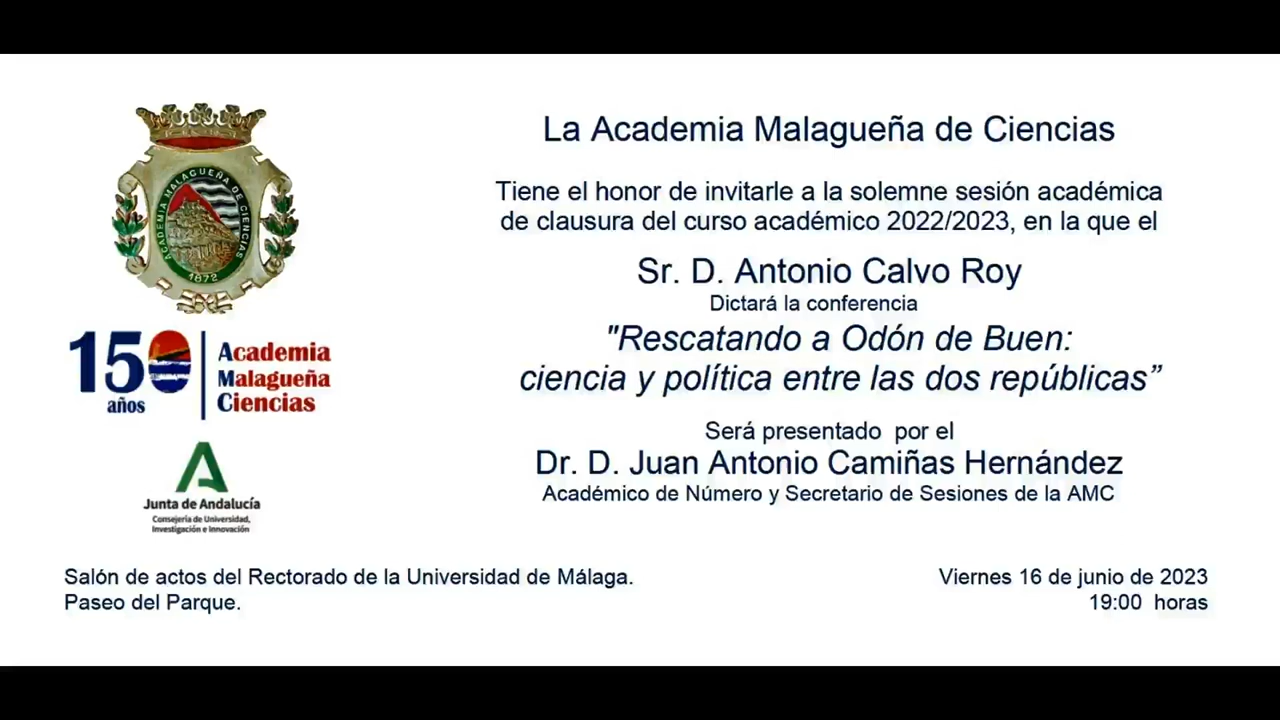 ACADEMIA MALAGUEÑA DE CIENCIAS
1872
150
años
Academia
Malagueña
Ciencias
Junta de Andalucía
Consejería de Universidad,
Investigación e Innovación
La Academia Malagueña de Ciencias
Tiene el honor de invitarle a la solemne sesión académica
de clausura del curso académico 2022/2023, en la que el
Sr. D. Antonio Calvo Roy
Dictará la conferencia
"Rescatando a Odón de Buen:
ciencia y política entre las dos repúblicas”
Será presentado  por el
Dr. D. Juan Antonio Camiñas Hernández
Académico de Número y Secretario de Sesiones de la AMC
Salón de actos del Rectorado de la Universidad de Málaga.
Paseo del Parque.
Viernes 16 de junio de 2023
19:00  horas